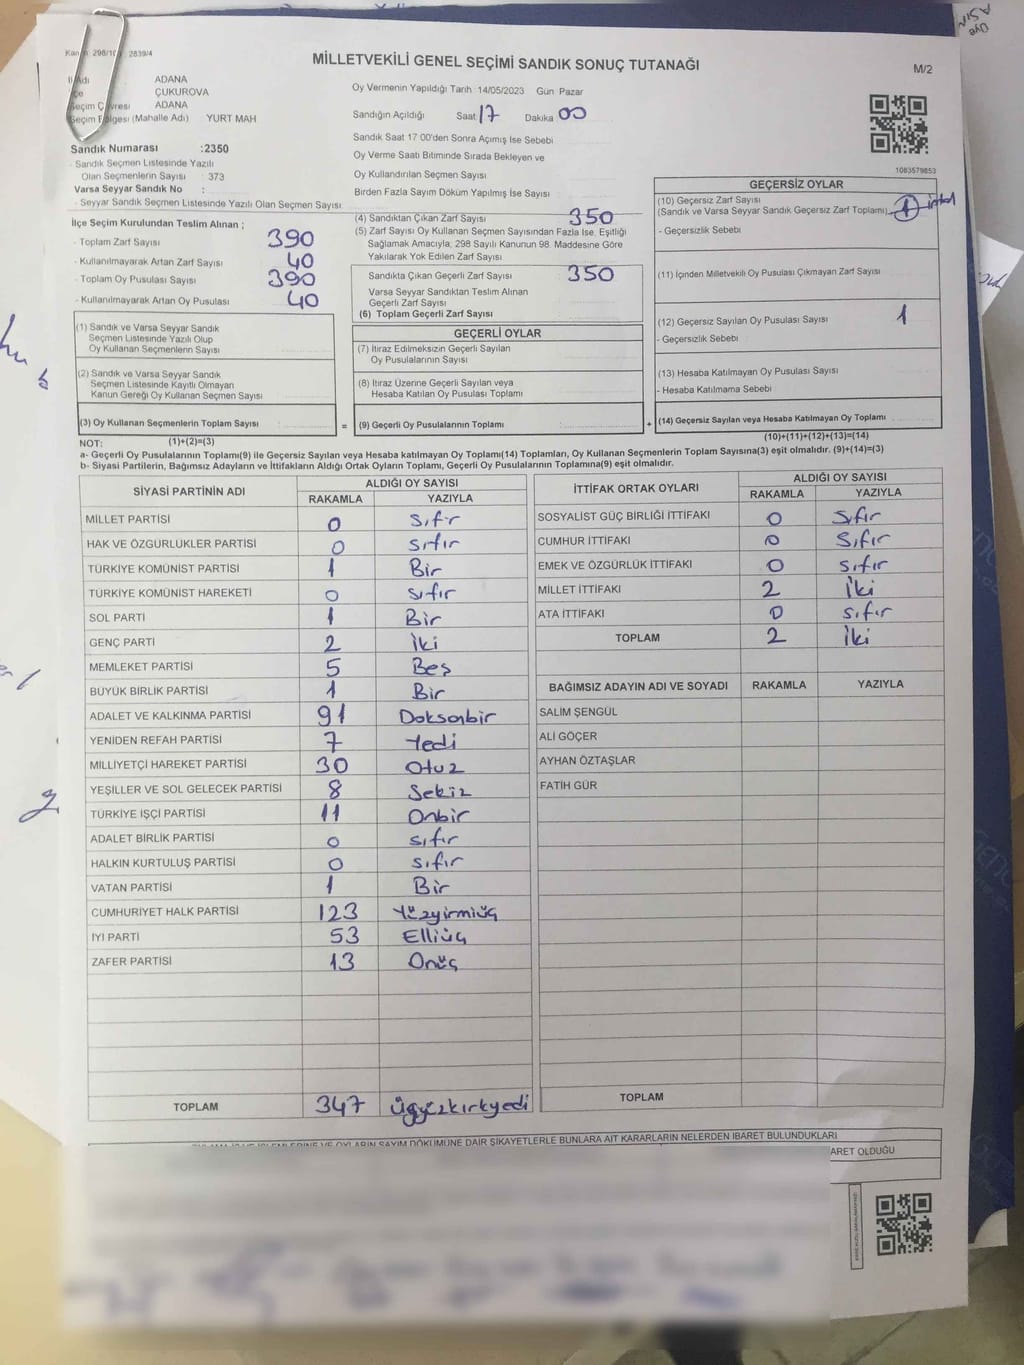 Kanun 298/10 2839/4
MİLLETVEKİLİ GENEL SEÇİMİ SANDIK SONUÇ TUTANAĞI
M/2
İl Adı ADANA
İlçe ÇUKUROVA
Seçim Çevresi ADANA
Seçim Bölgesi (Mahalle Adı) YURT MAH
Sandık Numarası :2350
- Sandık Seçmen Listesinde Yazılı
Olan Seçmenlerin Sayısı : 373
Varsa Seyyar Sandık No :
- Seyyar Sandık Seçmen Listesinde Yazılı Olan Seçmen Sayısı:
Oy Vermenin Yapıldığı Tarih 14/05/2023 Gün Pazar
Sandığın Açıldığı Saat 17 Dakika 00
Sandık Saat 17 00'den Sonra Açımış İse Sebebi
Oy Verme Saati Bitiminde Sırada Bekleyen ve
Oy Kullandırılan Seçmen Sayısı
Birden Fazla Sayım Döküm Yapılmış İse Sayısı
1083579853
İlçe Seçim Kurulundan Teslim Alınan ;
- Toplam Zarf Sayısı 390
- Kullanılmayarak Artan Zarf Sayısı 40
- Toplam Oy Pusulası Sayısı 390
- Kullanılmayarak Artan Oy Pusulası 40
(4) Sandıktan Çıkan Zarf Sayısı 350
(5) Zarf Sayısı Oy Kullanan Seçmen Sayısından Fazla İse, Eşitliği
Sağlamak Amacıyla, 298 Sayılı Kanunun 98. Maddesine Göre
Yakılarak Yok Edilen Zarf Sayısı
Sandıkta Çıkan Geçerli Zarf Sayısı 350
Varsa Seyyar Sandıktan Teslim Alınan
Geçerli Zarf Sayısı
(6) Toplam Geçerli Zarf Sayısı
GEÇERSİZ OYLAR
(10) Geçersiz Zarf Sayısı
(Sandık ve Varsa Seyyar Sandık Geçersiz Zarf Toplamı) 1 iptal
- Geçersizlik Sebebi
(11) İçinden Milletvekili Oy Pusulası Çıkmayan Zarf Sayısı
(12) Geçersiz Sayılan Oy Pusulası Sayısı 1
- Geçersizlik Sebebi
(13) Hesaba Katılmayan Oy Pusulası Sayısı
- Hesaba Katılmama Sebebi
(14) Geçersiz Sayılan veya Hesaba Katılmayan Oy Toplamı
(10)+(11)+(12)+(13)=(14)
(1) Sandık ve Varsa Seyyar Sandık
Seçmen Listesinde Yazılı Olup
Oy Kullanan Seçmenlerin Sayısı
(2) Sandık ve Varsa Seyyar Sandık
Seçmen Listesinde Kayıtlı Olmayan
Kanun Gereği Oy Kullanan Seçmen Sayısı
(3) Oy Kullanan Seçmenlerin Toplam Sayısı =
GEÇERLİ OYLAR
(7) İtiraz Edilmeksizin Geçerli Sayılan
Oy Pusulalarının Sayısı
(8) İtiraz Üzerine Geçerli Sayılan veya
Hesaba Katılan Oy Pusulası Toplamı
(9) Geçerli Oy Pusulalarının Toplamı +
NOT: (1)+(2)=(3)
a- Geçerli Oy Pusulalarının Toplamı(9) ile Geçersiz Sayılan veya Hesaba katılmayan Oy Toplamı(14) Toplamları, Oy Kullanan Seçmenlerin Toplam Sayısına(3) eşit olmalıdır. (9)+(14)=(3)
b- Siyasi Partilerin, Bağımsız Adayların ve İttifakların Aldığı Ortak Oyların Toplamı, Geçerli Oy Pusulalarının Toplamına(9) eşit olmalıdır.
SİYASİ PARTİNİN ADI ALDIĞI OY SAYISI
RAKAMLA YAZIYLA
MİLLET PARTİSİ 0 Sıfır
HAK VE ÖZGÜRLÜKLER PARTİSİ 0 Sıfır
TÜRKİYE KOMÜNİST PARTİSİ 1 Bir
TÜRKİYE KOMÜNİST HAREKETİ 0 sıfır
SOL PARTİ 1 Bir
GENÇ PARTİ 2 İki
MEMLEKET PARTİSİ 5 Beş
BÜYÜK BİRLİK PARTİSİ 1 Bir
ADALET VE KALKINMA PARTİSİ 91 Doksanbir
YENİDEN REFAH PARTİSİ 7 Yedi
MİLLİYETÇİ HAREKET PARTİSİ 30 Otuz
YEŞİLLER VE SOL GELECEK PARTİSİ 8 Sekiz
TÜRKİYE İŞÇİ PARTİSİ 11 Onbir
ADALET BİRLİK PARTİSİ 0 sıfır
HALKIN KURTULUŞ PARTİSİ 0 sıfır
VATAN PARTİSİ 1 Bir
CUMHURİYET HALK PARTİSİ 123 Yüzyirmiüç
İYİ PARTİ 53 Elliüç
ZAFER PARTİSİ 13 Onüç
TOPLAM 347 Üçyüzkırkyedi
İTTİFAK ORTAK OYLARI ALDIĞI OY SAYISI
RAKAMLA YAZIYLA
SOSYALİST GÜÇ BİRLİĞİ İTTİFAKI 0 Sıfır
CUMHUR İTTİFAKI 0 Sıfır
EMEK VE ÖZGÜRLÜK İTTİFAKI 0 sıfır
MİLLET İTTİFAKI 2 İki
ATA İTTİFAKI 0 sıfır
TOPLAM 2 İki
BAĞIMSIZ ADAYIN ADI VE SOYADI RAKAMLA YAZIYLA
SALİM ŞENGÜL
ALİ GÖÇER
AYHAN ÖZTAŞLAR
FATİH GÜR
TOPLAM
OYLARIN SAYIM DÖKÜMÜNE DAİR ŞİKAYETLERLE BUNLARA AİT KARARLARIN NELERDEN İBARET BULUNDUKLARI
ARET OLDUĞU